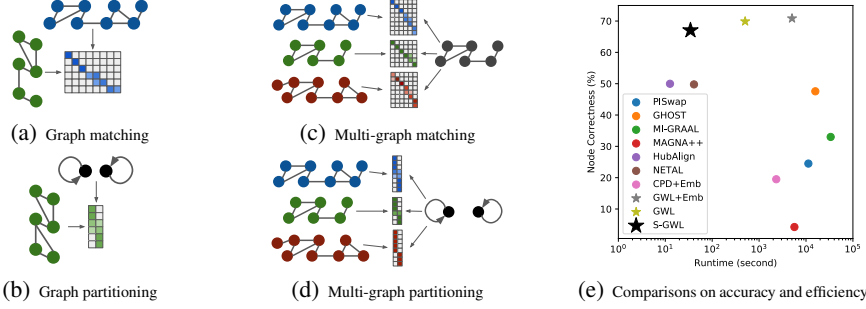 (a) Graph matching
(c) Multi-graph matching
(b) Graph partitioning
(d) Multi-graph partitioning
Node Correctness (%)
70
60
50
40
30
20
10
PISwap
GHOST
MI-GRAAL
MAGNA++
HubAlign
NETAL
CPD+Emb
GWL+Emb
GWL
S-GWL
10^0 10^1 10^2 10^3 10^4 10^5
Runtime (second)
(e) Comparisons on accuracy and efficiency